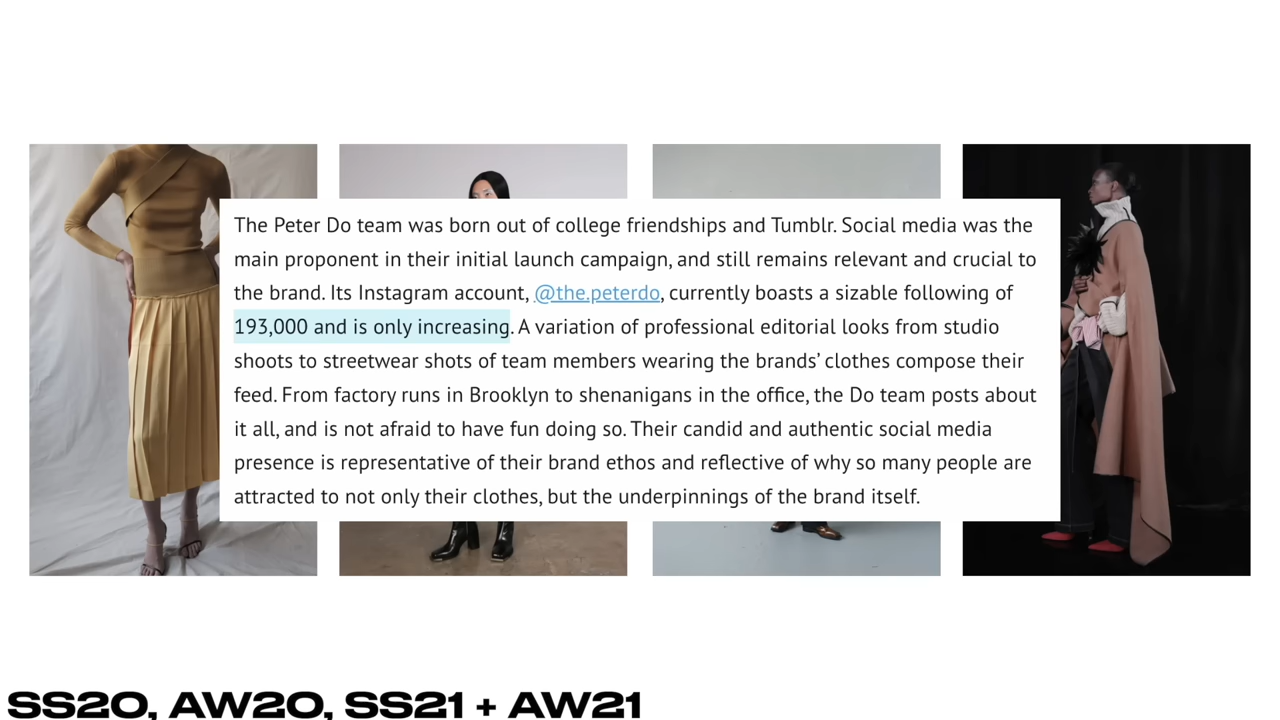 The Peter Do team was born out of college friendships and Tumblr. Social media was the
main proponent in their initial launch campaign, and still remains relevant and crucial to
the brand. Its Instagram account, @the.peterdo, currently boasts a sizable following of
193,000 and is only increasing. A variation of professional editorial looks from studio
shoots to streetwear shots of team members wearing the brands’ clothes compose their
feed. From factory runs in Brooklyn to shenanigans in the office, the Do team posts about
it all, and is not afraid to have fun doing so. Their candid and authentic social media
presence is representative of their brand ethos and reflective of why so many people are
attracted to not only their clothes, but the underpinnings of the brand itself.
SS20, AW20, SS21 + AW21